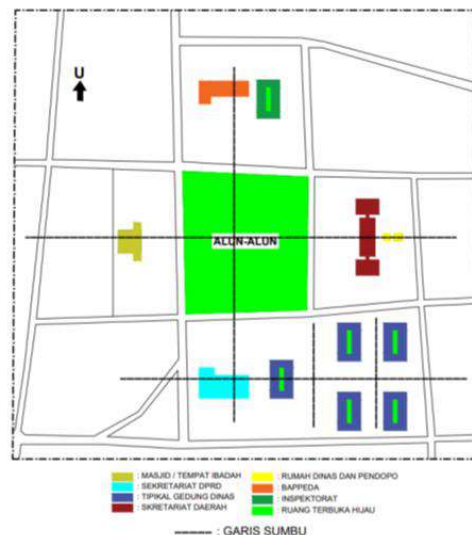 U
ALUN-ALUN
: MASJID / TEMPAT IBADAH
: SEKRETARIAT DPRD
: TIPIKAL GEDUNG DINAS
: SKRETARIAT DAERAH
: RUMAH DINAS DAN PENDOPO
: BAPPEDA
: INSPEKTORAT
: RUANG TERBUKA HIJAU
: GARIS SUMBU